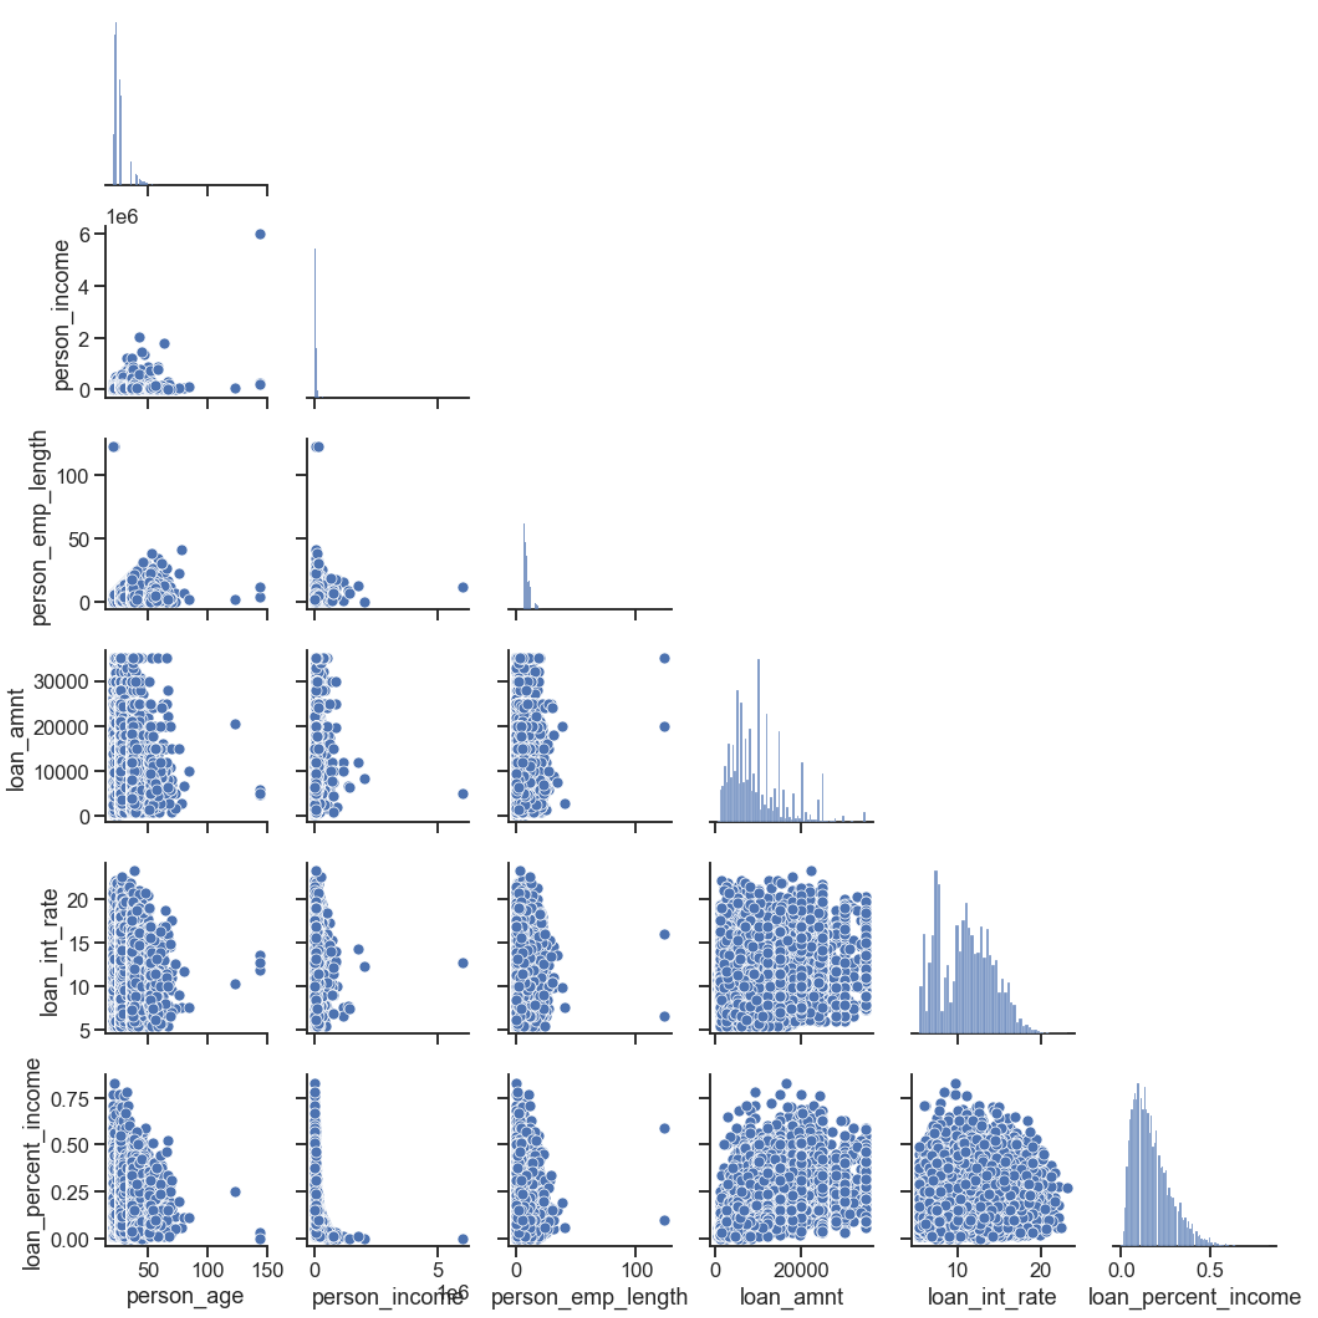 1e6
person_income
6
4
2
0
person_emp_length
100
50
0
loan_amnt
30000
20000
10000
0
loan_int_rate
20
15
10
5
loan_percent_income
0.75
0.50
0.25
0.00
50 100 150 0 5 0 100 0 20000 10 20 0.0 0.5
1e6
person_age person_income person_emp_length loan_amnt loan_int_rate loan_percent_income